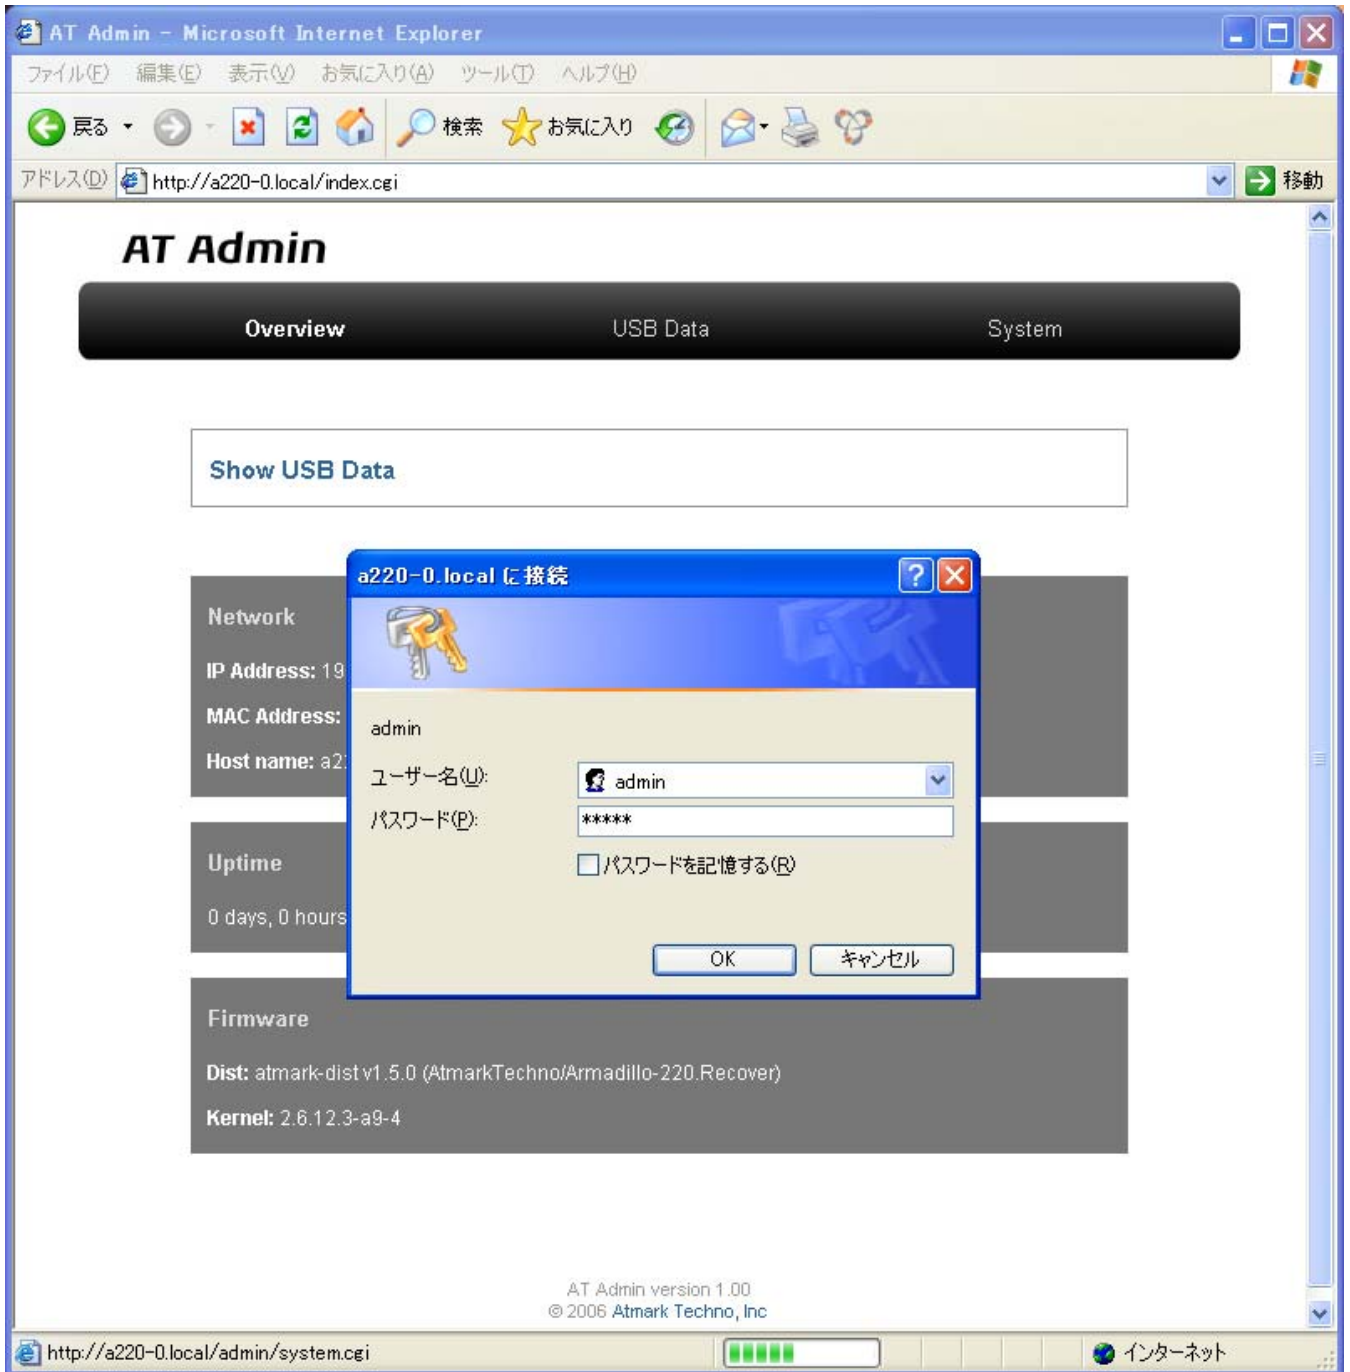 AT Admin - Microsoft Internet Explorer
ファイル(F) 編集(E) 表示(V) お気に入り(A) ツール(T) ヘルプ(H)
戻る 検索 お気に入り
アドレス(D) http://a220-0.local/index.cgi 移動
AT Admin
Overview USB Data System
Show USB Data
a220-0.local に接続
Network
IP Address: 19
MAC Address:
Host name: a2
admin
ユーザー名(U): admin
パスワード(P): *****
パスワードを記憶する(R)
OK キャンセル
Uptime
0 days, 0 hours
Firmware
Dist: atmark-dist v1.5.0 (AtmarkTechno/Armadillo-220.Recover)
Kernel: 2.6.12.3-a9-4
AT Admin version 1.00
© 2006 Atmark Techno, Inc
http://a220-0.local/admin/system.cgi インターネット